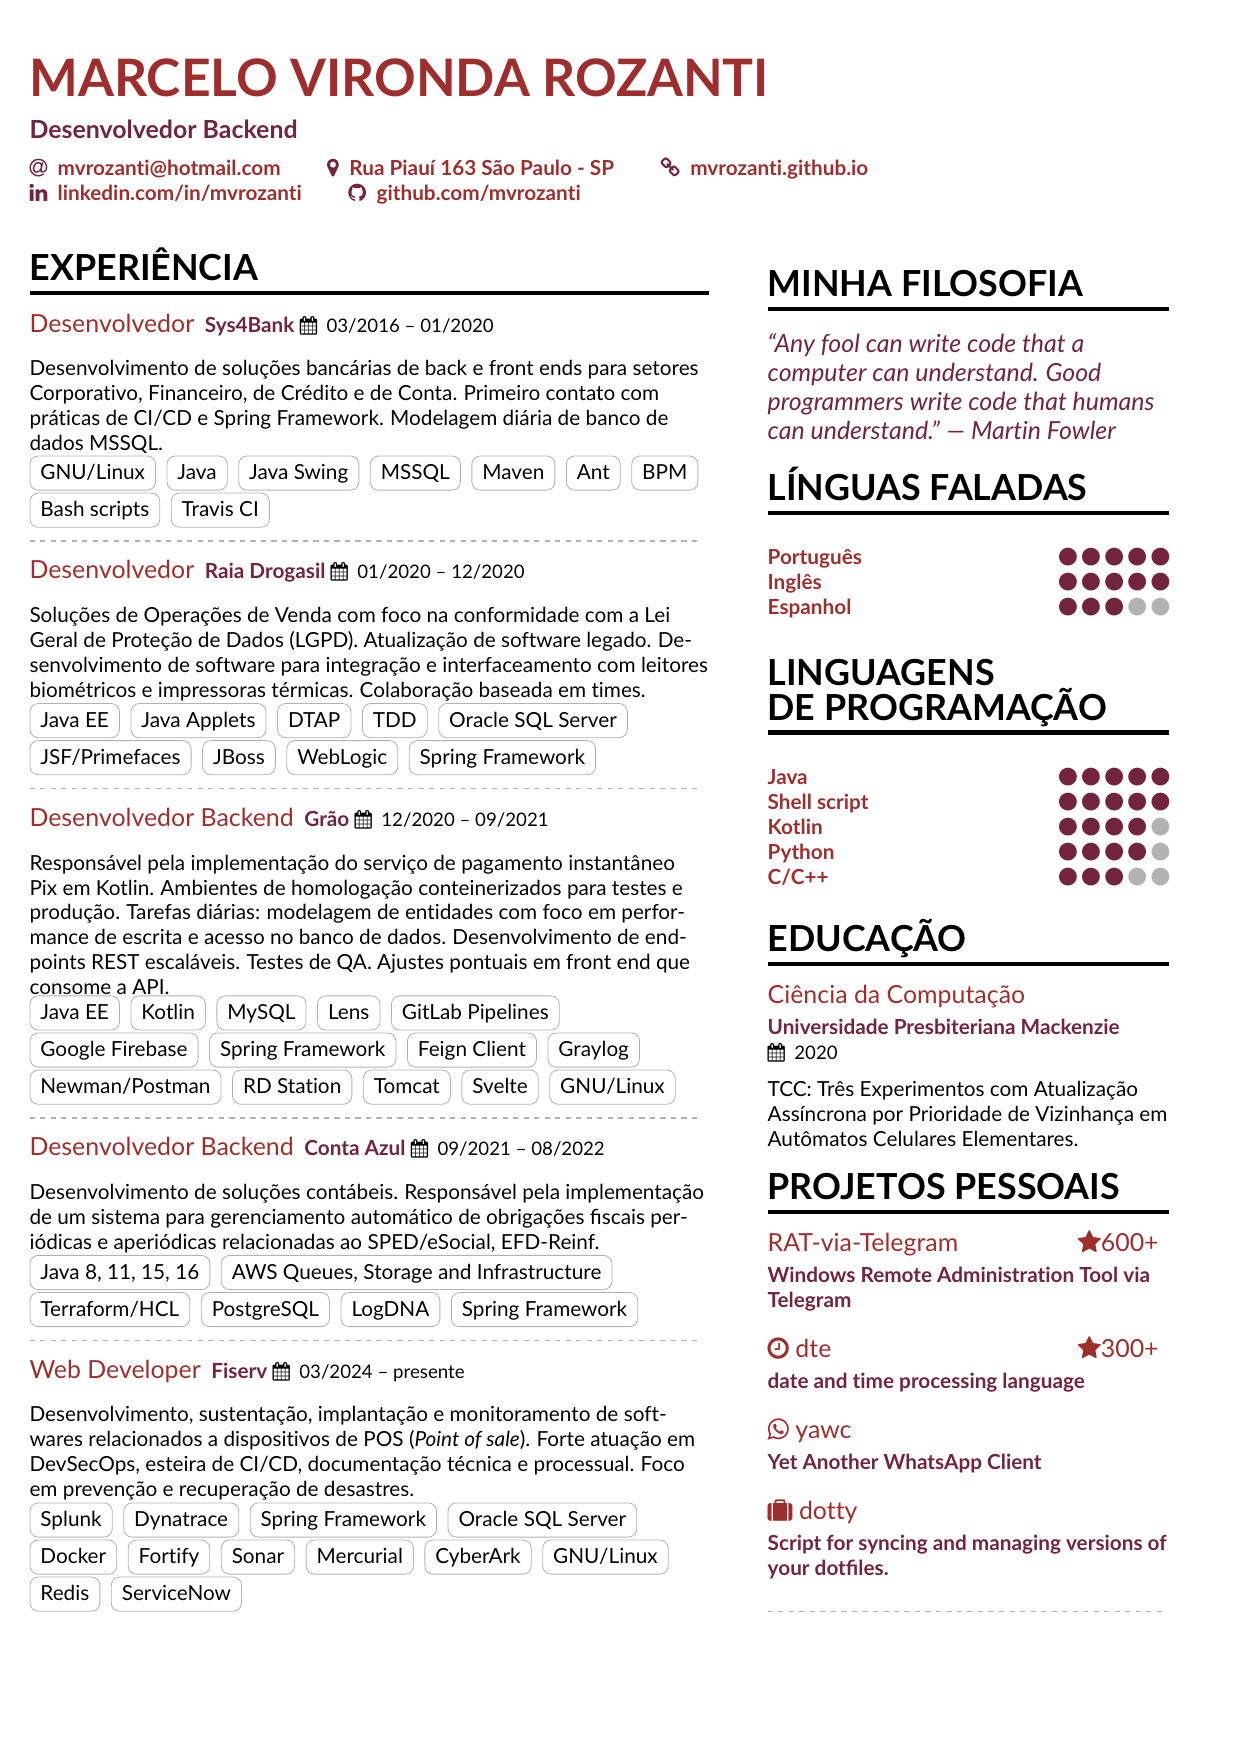 MARCELO VIRONDA ROZANTI
Desenvolvedor Backend
mvrozanti@hotmail.com Rua Piauí 163 São Paulo - SP mvrozanti.github.io
linkedin.com/in/mvrozanti github.com/mvrozanti
EXPERIÊNCIA
Desenvolvedor Sys4Bank 03/2016 – 01/2020
Desenvolvimento de soluções bancárias de back e front ends para setores
Corporativo, Financeiro, de Crédito e de Conta. Primeiro contato com
práticas de CI/CD e Spring Framework. Modelagem diária de banco de
dados MSSQL.
GNU/Linux Java Java Swing MSSQL Maven Ant BPM
Bash scripts Travis CI
Desenvolvedor Raia Drogasil 01/2020 – 12/2020
Soluções de Operações de Venda com foco na conformidade com a Lei
Geral de Proteção de Dados (LGPD). Atualização de software legado. De-
senvolvimento de software para integração e interfaceamento com leitores
biométricos e impressoras térmicas. Colaboração baseada em times.
Java EE Java Applets DTAP TDD Oracle SQL Server
JSF/Primefaces JBoss WebLogic Spring Framework
Desenvolvedor Backend Grão 12/2020 – 09/2021
Responsável pela implementação do serviço de pagamento instantâneo
Pix em Kotlin. Ambientes de homologação conteinerizados para testes e
produção. Tarefas diárias: modelagem de entidades com foco em perfor-
mance de escrita e acesso no banco de dados. Desenvolvimento de end-
points REST escaláveis. Testes de QA. Ajustes pontuais em front end que
consome a API.
Java EE Kotlin MySQL Lens GitLab Pipelines
Google Firebase Spring Framework Feign Client Graylog
Newman/Postman RD Station Tomcat Svelte GNU/Linux
Desenvolvedor Backend Conta Azul 09/2021 – 08/2022
Desenvolvimento de soluções contábeis. Responsável pela implementação
de um sistema para gerenciamento automático de obrigações fiscais per-
iódicas e aperiódicas relacionadas ao SPED/eSocial, EFD-Reinf.
Java 8, 11, 15, 16 AWS Queues, Storage and Infrastructure
Terraform/HCL PostgreSQL LogDNA Spring Framework
Web Developer Fiserv 03/2024 – presente
Desenvolvimento, sustentação, implantação e monitoramento de soft-
wares relacionados a dispositivos de POS (Point of sale). Forte atuação em
DevSecOps, esteira de CI/CD, documentação técnica e processual. Foco
em prevenção e recuperação de desastres.
Splunk Dynatrace Spring Framework Oracle SQL Server
Docker Fortify Sonar Mercurial CyberArk GNU/Linux
Redis ServiceNow
MINHA FILOSOFIA
“Any fool can write code that a
computer can understand. Good
programmers write code that humans
can understand.” — Martin Fowler
LÍNGUAS FALADAS
Português
Inglês
Espanhol
LINGUAGENS
DE PROGRAMAÇÃO
Java
Shell script
Kotlin
Python
C/C++
EDUCAÇÃO
Ciência da Computação
Universidade Presbiteriana Mackenzie
2020
TCC: Três Experimentos com Atualização
Assíncrona por Prioridade de Vizinhança em
Autômatos Celulares Elementares.
PROJETOS PESSOAIS
RAT-via-Telegram 600+
Windows Remote Administration Tool via
Telegram
dte 300+
date and time processing language
yawc
Yet Another WhatsApp Client
dotty
Script for syncing and managing versions of
your dotfiles.